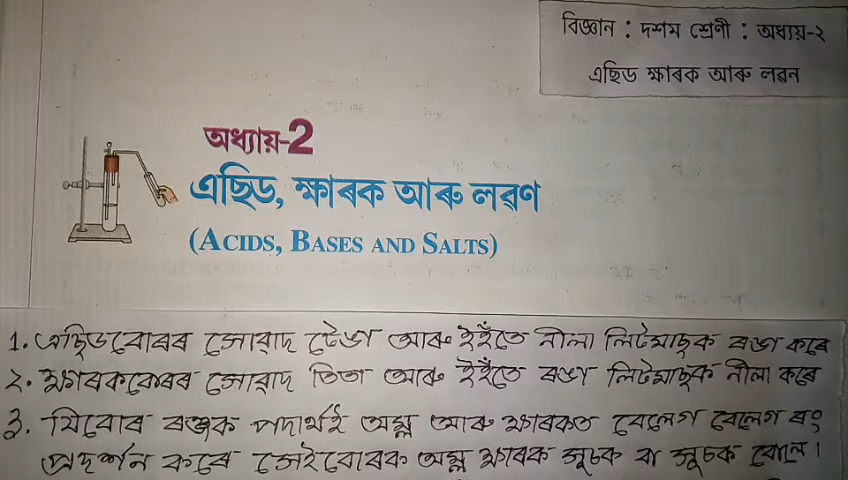 বিজ্ঞান : দশম শ্ৰেণী : অধ্যায়-২
এছিড ক্ষাৰক আৰু লৱন
অধ্যায়-2
এছিড, ক্ষাৰক আৰু লৱণ
(ACIDS, BASES AND SALTS)
1. এছিডবোৰৰ সোৱাদ টেঙা আৰু ইহঁতে নীলা লিটমাছক ৰঙা কৰে
২. ক্ষাৰকবোৰৰ সোৱাদ তিতা আৰু ইহঁতে ৰঙা লিটমাছক নীলা কৰে
3. যিবোৰ ৰঞ্জক পদাৰ্থই অম্ল আৰু ক্ষাৰকত বেলেগ বেলেগ ৰং
প্ৰদৰ্শন কৰে সেইবোৰক অম্ল ক্ষাৰক সূচক বা সূচক বোলে।